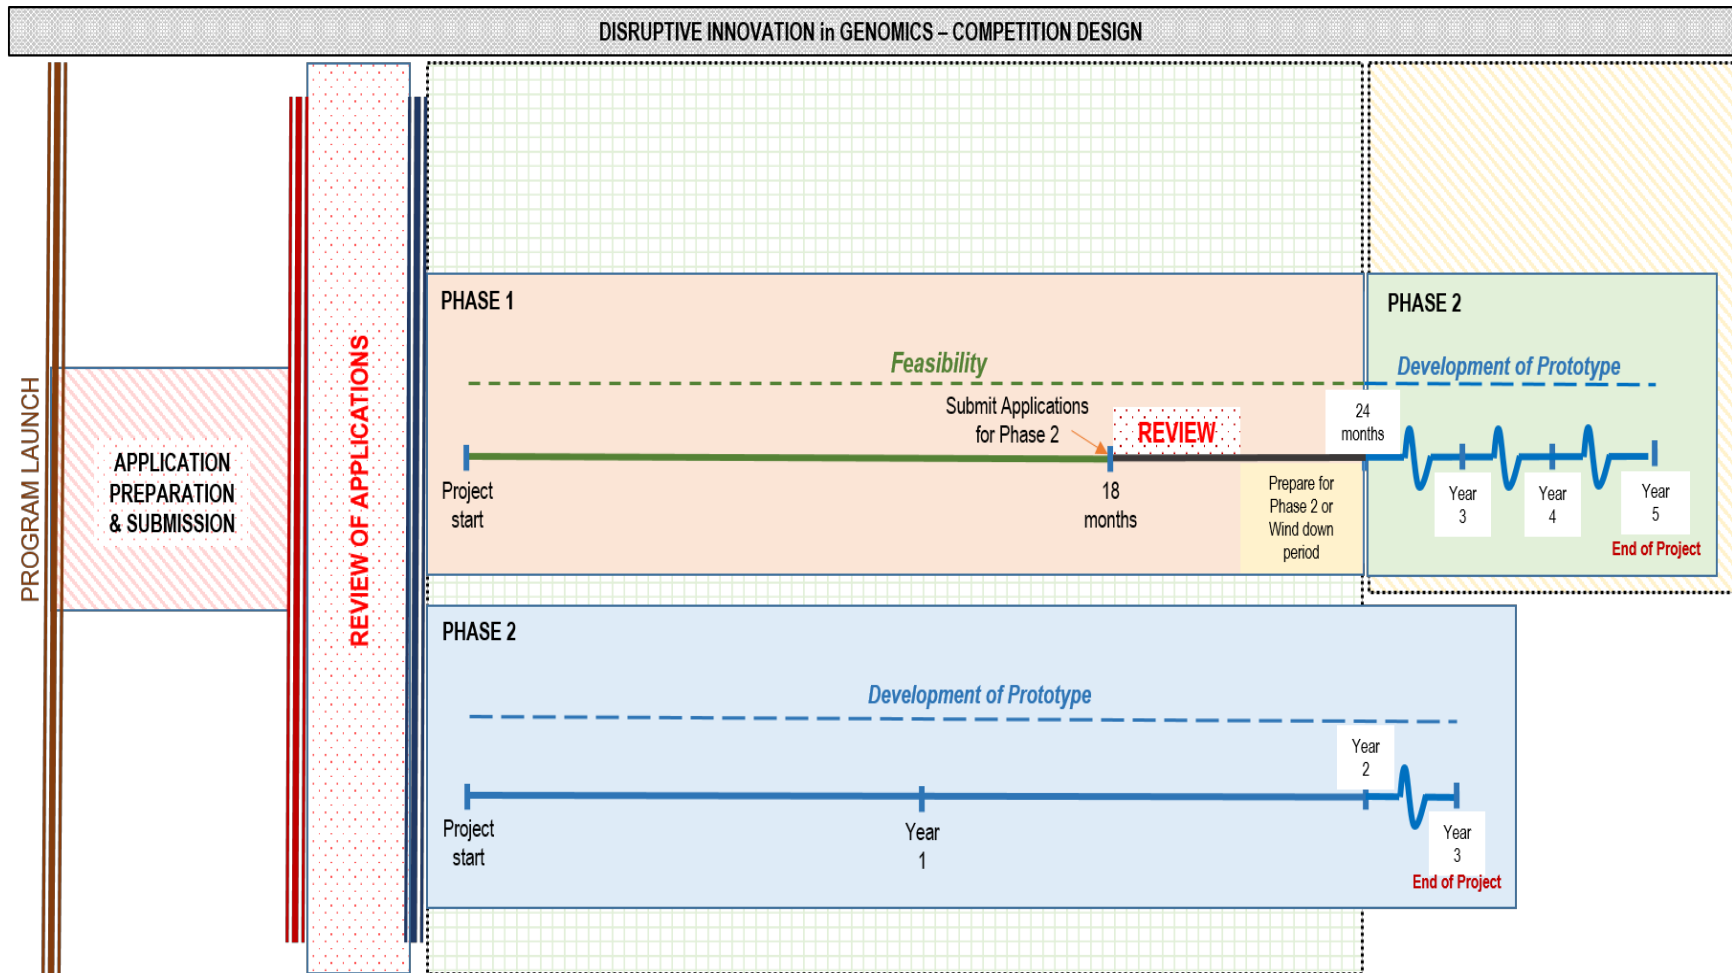 DISRUPTIVE INNOVATION in GENOMICS – COMPETITION DESIGN
PROGRAM LAUNCH
APPLICATION
PREPARATION
& SUBMISSION
REVIEW OF APPLICATIONS
PHASE 1
Feasibility
Submit Applications
for Phase 2
REVIEW
24
months
Project
start
18
months
Prepare for
Phase 2 or
Wind down
period
PHASE 2
Development of Prototype
Year
3
Year
4
Year
5
End of Project
PHASE 2
Development of Prototype
Project
start
Year
1
Year
2
Year
3
End of Project